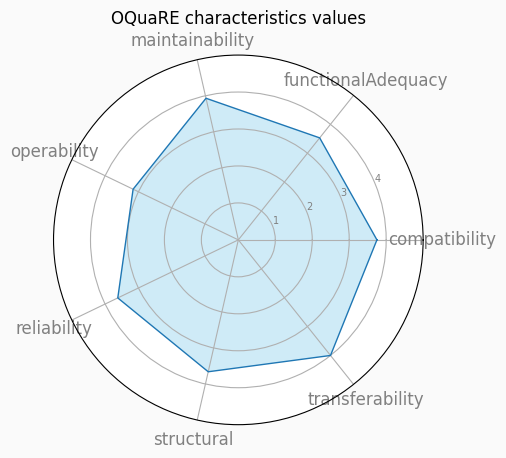 OQuaRE characteristics values
maintainability
functionalAdequacy
operability
4
3
2
1
compatibility
reliability
transferability
structural